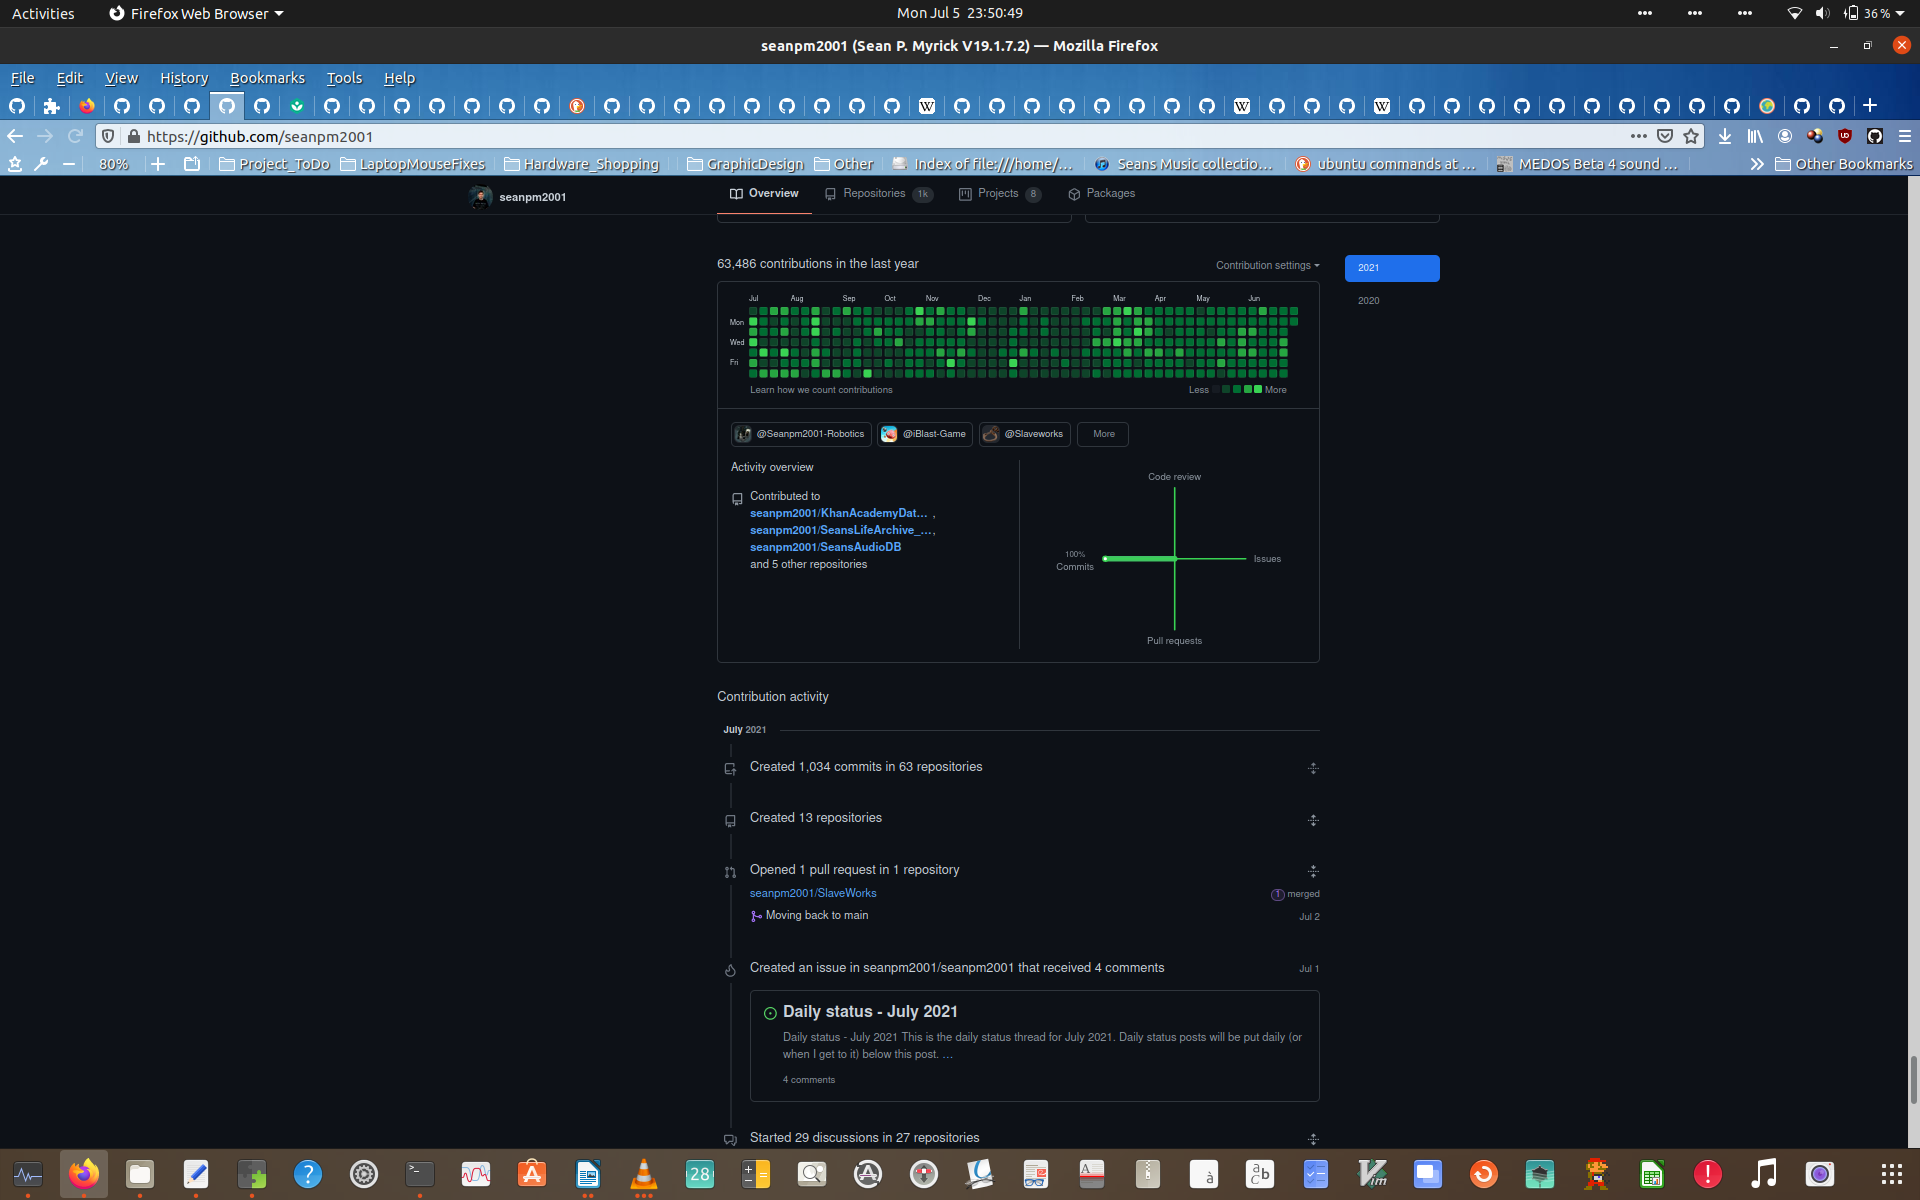 Activities
Firefox Web Browser
Mon Jul 5 23:50:49
36%
seanpm2001 (Sean P. Myrick V19.1.7.2) — Mozilla Firefox
File Edit View History Bookmarks Tools Help
https://github.com/seanpm2001
80%
Project_ToDo
LaptopMouseFixes
Hardware_Shopping
GraphicDesign
Other
Index of file:///home/...
Seans Music collectio...
ubuntu commands at ...
MEDOS Beta 4 sound ...
Other Bookmarks
seanpm2001
Overview
Repositories 1k
Projects 8
Packages
63,486 contributions in the last year
Contribution settings
2021
2020
Jul Aug Sep Oct Nov Dec Jan Feb Mar Apr May Jun
Mon
Wed
Fri
Learn how we count contributions
Less
More
@Seanpm2001-Robotics
@iBlast-Game
@Slaveworks
More
Activity overview
Contributed to
seanpm2001/KhanAcademyDat... ,
seanpm2001/SeansLifeArchive_...,
seanpm2001/SeansAudioDB
and 5 other repositories
Code review
100%
Commits
Issues
Pull requests
Contribution activity
July 2021
Created 1,034 commits in 63 repositories
Created 13 repositories
Opened 1 pull request in 1 repository
seanpm2001/SlaveWorks
1 merged
Moving back to main
Jul 2
Created an issue in seanpm2001/seanpm2001 that received 4 comments
Jul 1
Daily status - July 2021
Daily status - July 2021 This is the daily status thread for July 2021. Daily status posts will be put daily (or
when I get to it) below this post. ...
4 comments
Started 29 discussions in 27 repositories
28